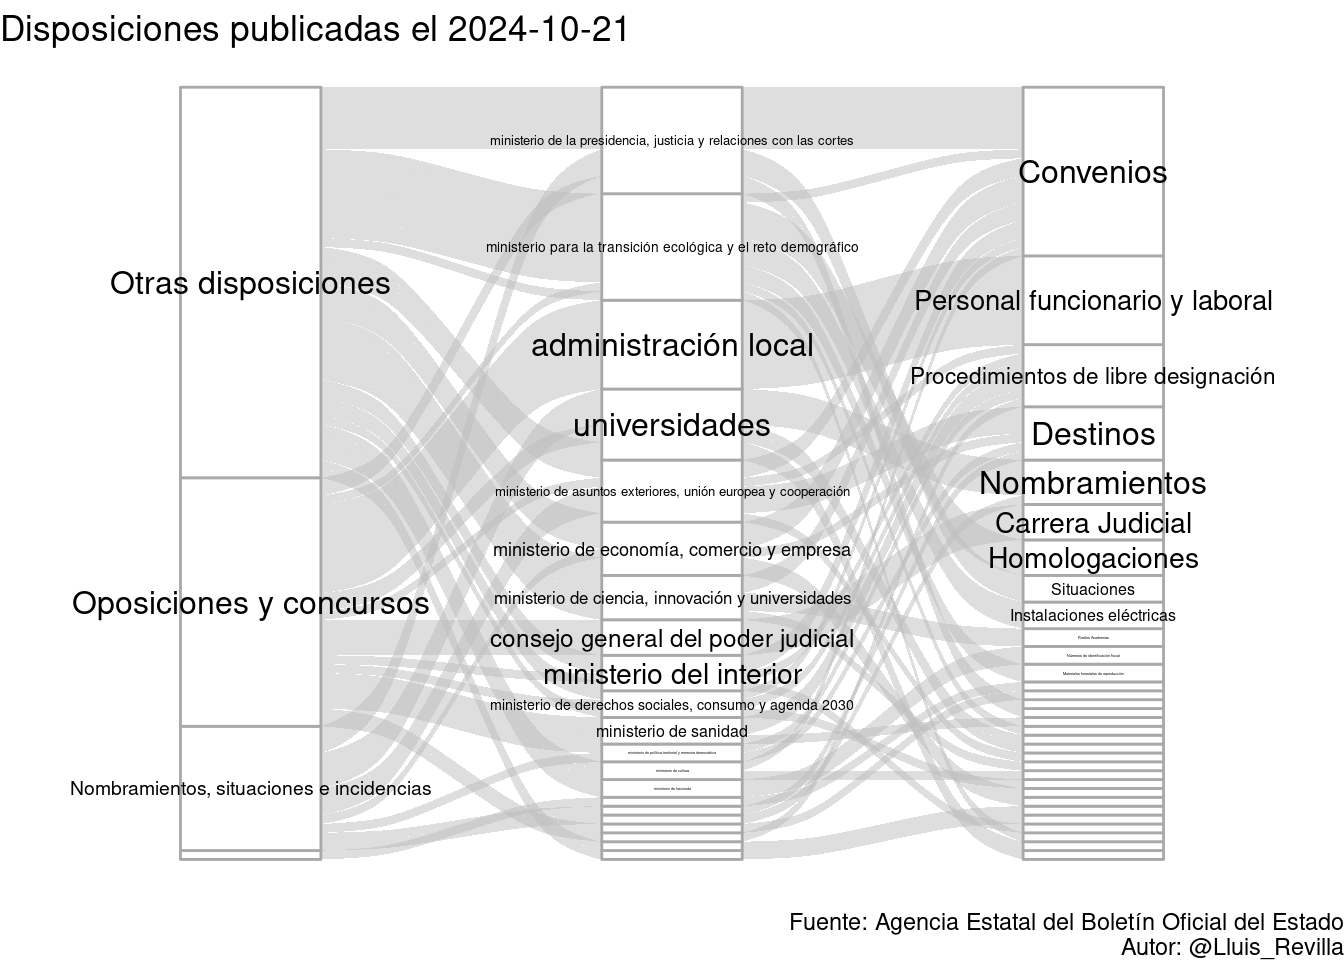 Disposiciones publicadas el 2024-10-21
Otras disposiciones
Oposiciones y concursos
Nombramientos, situaciones e incidencias
ministerio de la presidencia, justicia y relaciones con las cortes
ministerio para la transición ecológica y el reto demográfico
administración local
universidades
ministerio de asuntos exteriores, unión europea y cooperación
ministerio de economía, comercio y empresa
ministerio de ciencia, innovación y universidades
consejo general del poder judicial
ministerio del interior
ministerio de derechos sociales, consumo y agenda 2030
ministerio de sanidad
ministerio de política territorial y memoria democrática
ministerio de cultura
ministerio de hacienda
Convenios
Personal funcionario y laboral
Procedimientos de libre designación
Destinos
Nombramientos
Carrera Judicial
Homologaciones
Situaciones
Instalaciones eléctricas
Reales Academias
Números de identificación fiscal
Materiales forestales de reproducción
Fuente: Agencia Estatal del Boletín Oficial del Estado
Autor: @Lluis_Revilla